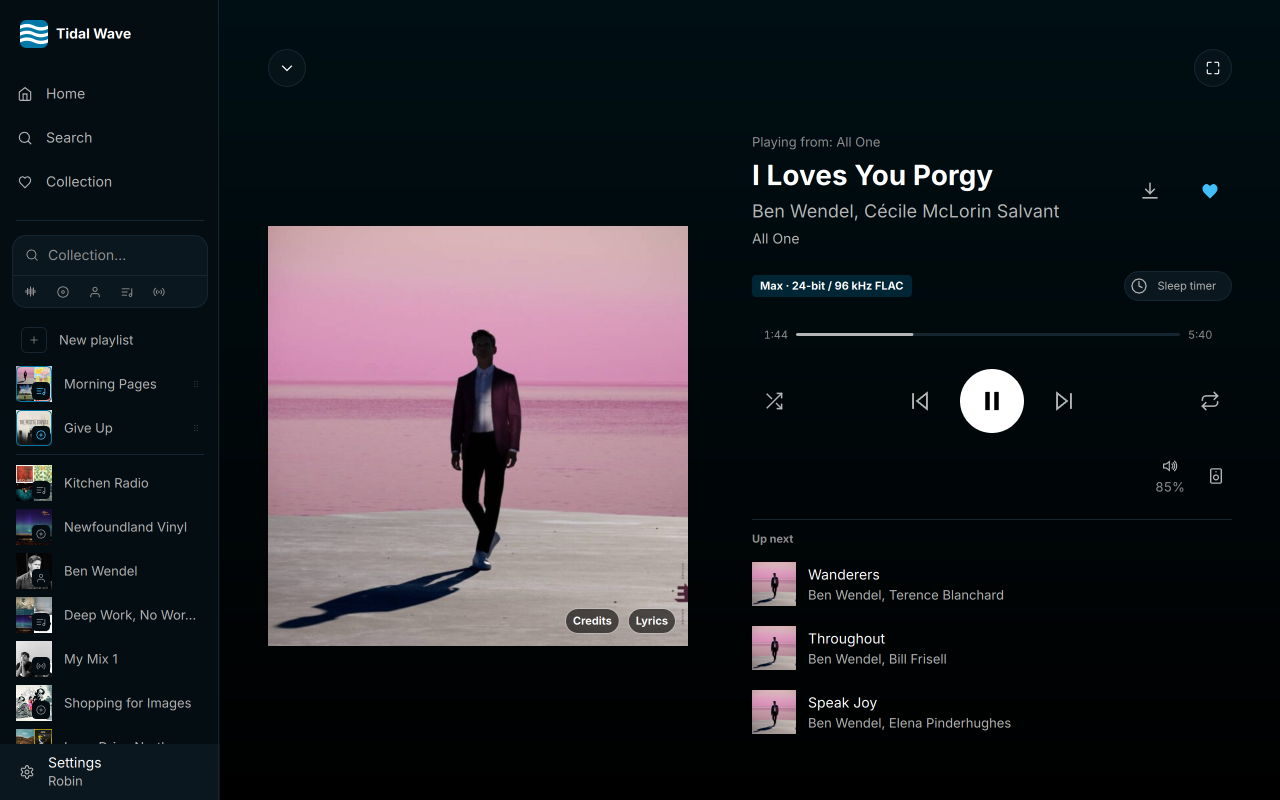 Tidal Wave
Home
Search
Collection
Collection...
New playlist
Morning Pages
Give Up
Kitchen Radio
Newfoundland Vinyl
Ben Wendel
Deep Work, No Wor...
My Mix 1
Shopping for Images
Settings
Robin
Credits
Lyrics
Playing from: All One
I Loves You Porgy
Ben Wendel, Cécile McLorin Salvant
All One
Max · 24-bit / 96 kHz FLAC
Sleep timer
1:44
5:40
85%
Up next
Wanderers
Ben Wendel, Terence Blanchard
Throughout
Ben Wendel, Bill Frisell
Speak Joy
Ben Wendel, Elena Pinderhughes